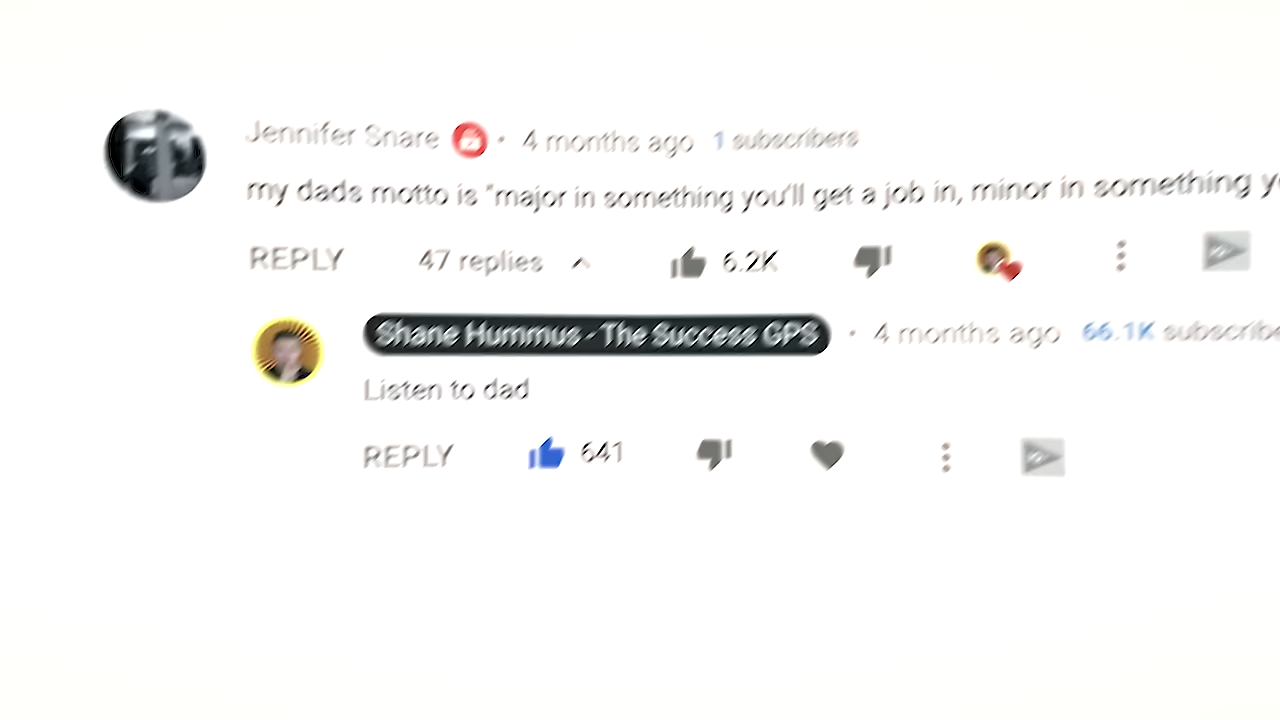 Jennifer Snare • 4 months ago 1 subscribers
my dads motto is "major in something you'll get a job in, minor in something
REPLY 47 replies 6.2K
Shane Hummus - The Success GPS • 4 months ago 66.1K
Listen to dad
REPLY 641